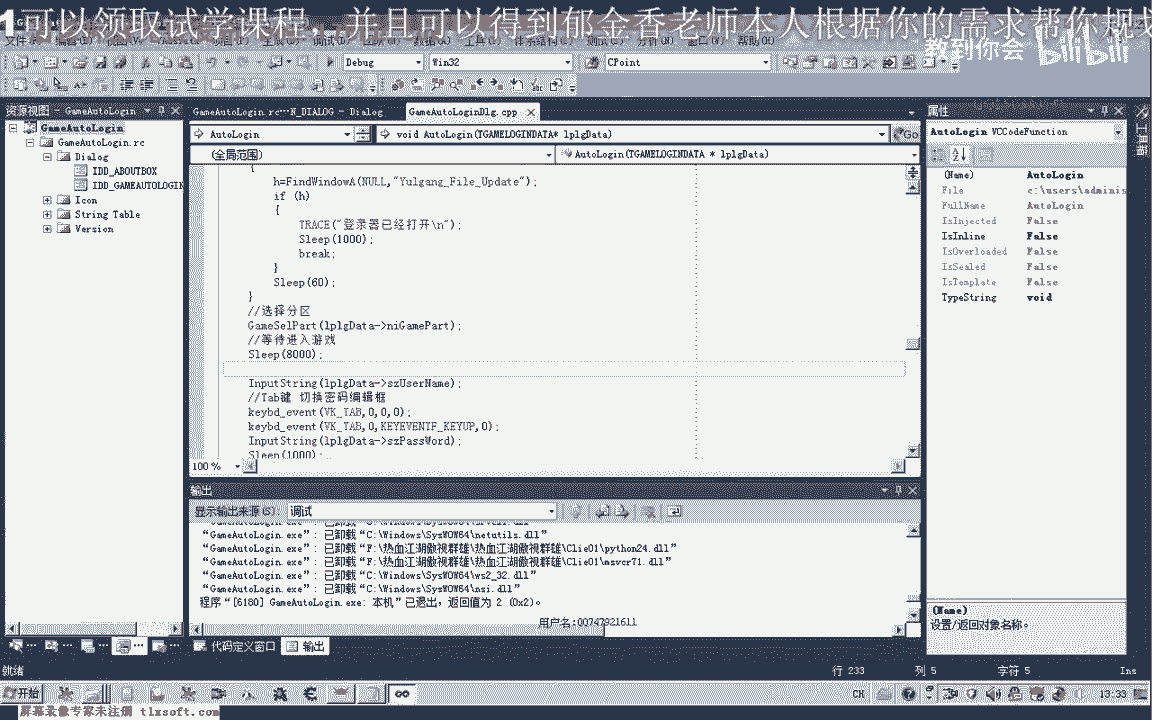 1可以领取试学课程,并且可以得到郁金香老师本人根据你的需求帮你规划
教到你会 bilibili
Debug
Win32
CPoint
资源视图 - GameAutoLogin
GameAutoLogin.rc...N_DIALOG - Dialog
GameAutoLoginDlg.cpp
属性
工具箱
AutoLogin
void AutoLogin(TGAMELOGINDATA* lplgData)
Go
(全局范围)
AutoLogin(TGAMELOGINDATA * lplgData)
GameAutoLogin
GameAutoLogin.rc
Dialog
IDD_ABOUTBOX
IDD_GAMEAUTOLOGIN
Icon
String Table
Version
{
h=FindWindowA(NULL,"Yulgang_File_Update");
if (h)
{
TRACE("登录器已经打开\n");
Sleep(1000);
break;
}
Sleep(60);
}
//选择分区
GameSelPart(lplgData->niGamePart);
//等待进入游戏
Sleep(8000);
InputString(lplgData->szUserName);
//Tab键 切换密码编辑框
keybd_event(VK_TAB,0,0,0);
keybd_event(VK_TAB,0,KEYEVENTF_KEYUP,0);
InputString(lplgData->szPassWord);
Sleep(1000);
100 %
AutoLogin VCCodeFunction
(Name) AutoLogin
File c:\users\adminis
FullName AutoLogin
IsInjected False
IsInline False
IsOverloaded False
IsSealed False
IsTemplate False
TypeString void
(Name)
设置/返回对象名称。
输出
显示输出来源(S): 调试
“GameAutoLogin.exe”: 已卸载“C:\Windows\SysWOW64\netutils.dll”
“GameAutoLogin.exe”: 已卸载“F:\热血江湖傲视群雄\热血江湖傲视群雄\Clie01\python24.dll”
“GameAutoLogin.exe”: 已卸载“F:\热血江湖傲视群雄\热血江湖傲视群雄\Clie01\msvcr71.dll”
“GameAutoLogin.exe”: 已卸载“C:\Windows\SysWOW64\ws2_32.dll”
“GameAutoLogin.exe”: 已卸载“C:\Windows\SysWOW64\nsi.dll”
程序“[6180] GameAutoLogin.exe: 本机”已退出，返回值为 2 (0x2)。
用户名:00747921611
代码定义窗口
输出
就绪
行 233
列 5
字符 5
Ins
开始
CH
13:33
屏幕录像专家未注册 tlxsoft.com